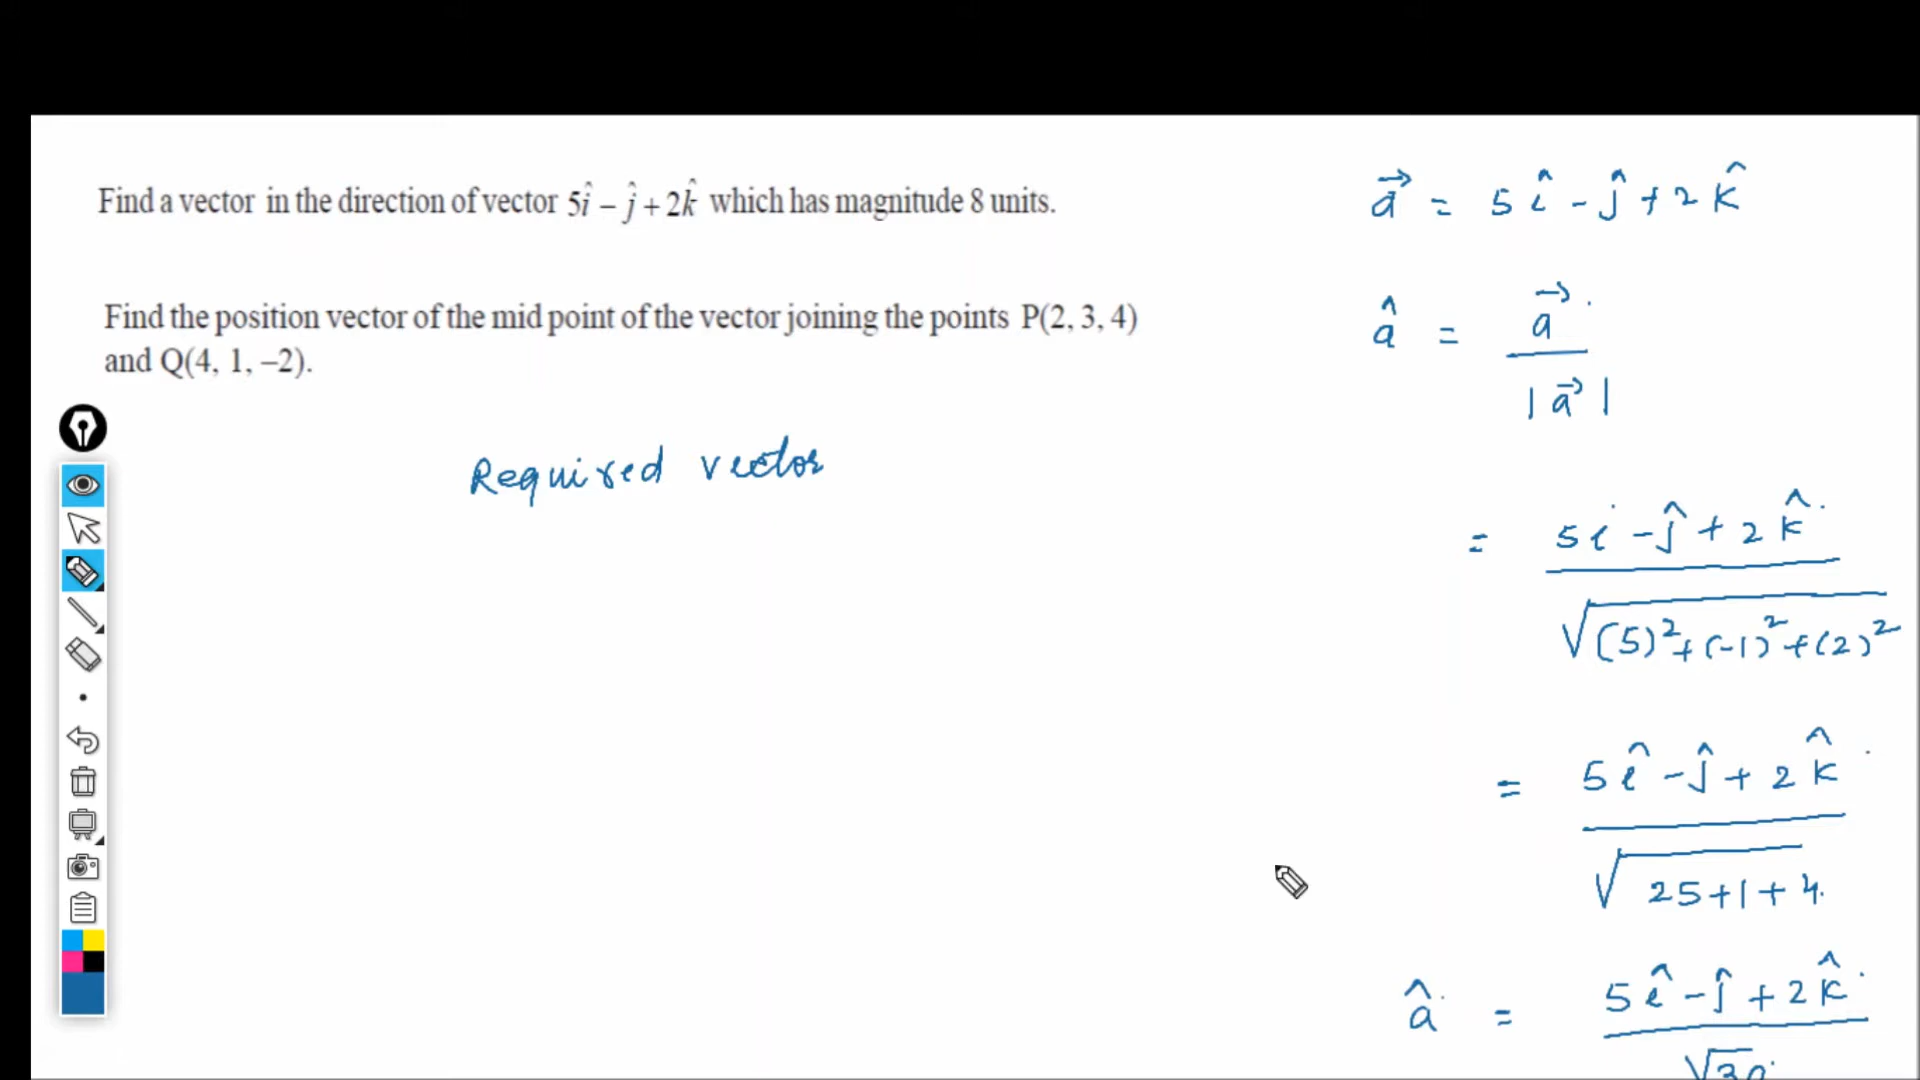 Find a vector in the direction of vector 5î − ĵ + 2k̂ which has magnitude 8 units.
Find the position vector of the mid point of the vector joining the points P(2, 3, 4)
and Q(4, 1, –2).
Required vector
a⃗ = 5î - ĵ + 2k̂
â = a⃗
|a⃗|
= 5i - ĵ + 2k̂
√(5)² + (-1)² + (2)²
= 5î - ĵ + 2k̂
√25+1+4
â = 5î - ĵ + 2k̂
√30